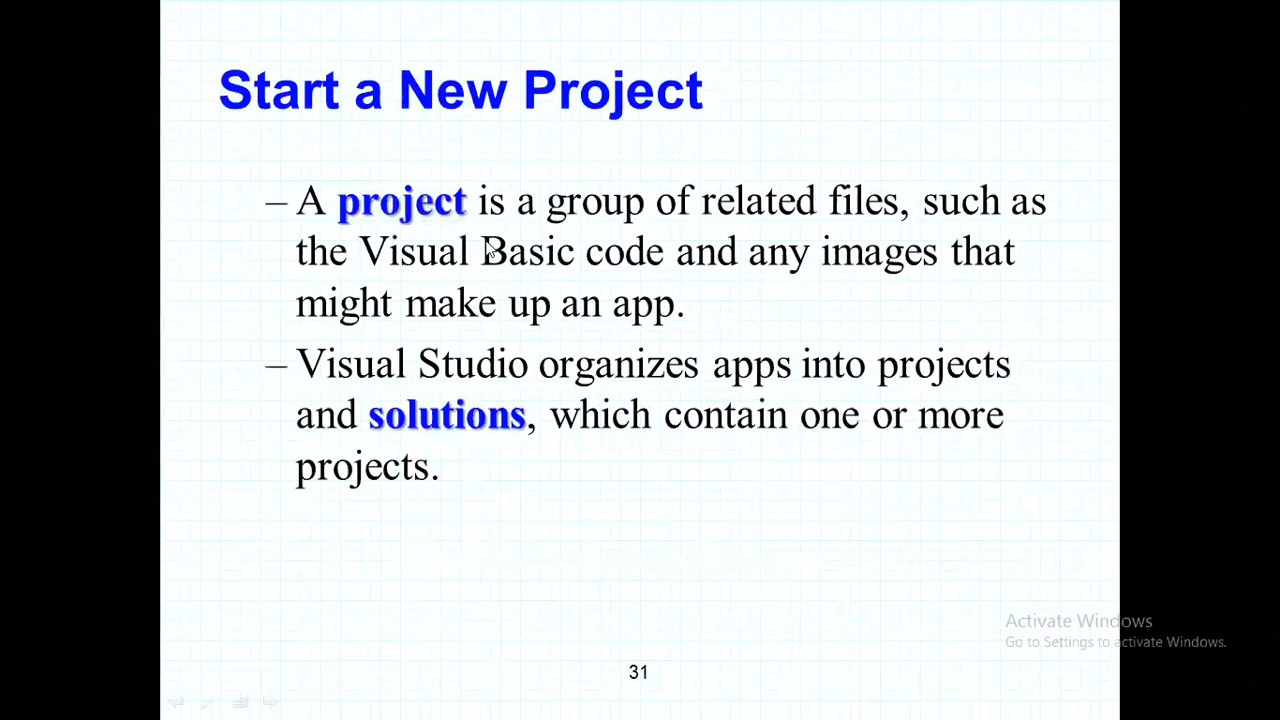 Start a New Project
– A project is a group of related files, such as
the Visual Basic code and any images that
might make up an app.
– Visual Studio organizes apps into projects
and solutions, which contain one or more
projects.
Activate Windows
Go to Settings to activate Windows.
31